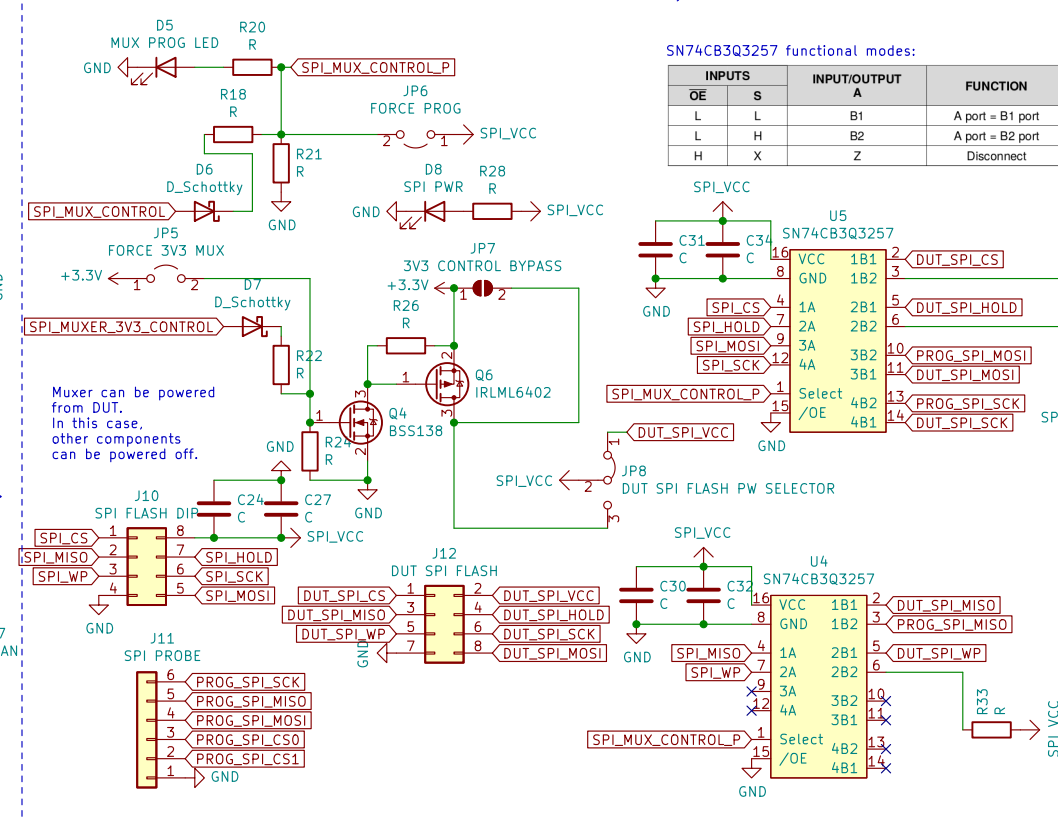 D5
MUX PROG LED
R20
R
GND
SPI_MUX_CONTROL_P
R18
R
JP6
FORCE PROG
2
1
SPI_VCC
R21
R
GND
D6
D_Schottky
SPI_MUX_CONTROL
D8
SPI PWR
R28
R
GND
SPI_VCC
JP5
FORCE 3V3 MUX
+3.3V
1
2
D7
D_Schottky
SPI_MUXER_3V3_CONTROL
R22
R
JP7
3V3 CONTROL BYPASS
+3.3V
1
2
R26
R
2
1
3
Q6
IRLML6402
3
1
2
Q4
BSS138
R24
R
GND
Muxer can be powered
from DUT.
In this case,
other components
can be powered off.
GND
C24
C
C27
C
SPI_VCC
J10
SPI FLASH DIP
SPI_CS
1
8
SPI_MISO
2
7
SPI_HOLD
SPI_WP
3
6
SPI_SCK
4
5
SPI_MOSI
GND
DUT_SPI_VCC
1
SPI_VCC
2
3
JP8
DUT SPI FLASH PW SELECTOR
J12
DUT SPI FLASH
DUT_SPI_CS
1
2
DUT_SPI_VCC
DUT_SPI_MISO
3
4
DUT_SPI_HOLD
DUT_SPI_WP
5
6
DUT_SPI_SCK
GND
7
8
DUT_SPI_MOSI
J11
SPI PROBE
6
PROG_SPI_SCK
5
PROG_SPI_MISO
4
PROG_SPI_MOSI
3
PROG_SPI_CS0
2
PROG_SPI_CS1
1
GND
SN74CB3Q3257 functional modes:
INPUTS
INPUT/OUTPUT
A
FUNCTION
OE
S
L L B1 A port = B1 port
L H B2 A port = B2 port
H X Z Disconnect
SPI_VCC
C31
C
C34
C
GND
U5
SN74CB3Q3257
16
VCC
1B1
2
DUT_SPI_CS
8
GND
1B2
3
SPI_CS
4
1A
2B1
5
DUT_SPI_HOLD
SPI_HOLD
7
2A
2B2
6
SPI_MOSI
9
3A
3B2
10
PROG_SPI_MOSI
SPI_SCK
12
4A
3B1
11
DUT_SPI_MOSI
SPI_MUX_CONTROL_P
1
Select
4B2
13
PROG_SPI_SCK
15
/OE
4B1
14
DUT_SPI_SCK
GND
SPI_VCC
C30
C
C32
C
GND
U4
SN74CB3Q3257
16
VCC
1B1
2
DUT_SPI_MISO
8
GND
1B2
3
PROG_SPI_MISO
SPI_MISO
4
1A
2B1
5
DUT_SPI_WP
SPI_WP
7
2A
2B2
6
9
3A
3B2
10
12
4A
3B1
11
SPI_MUX_CONTROL_P
1
Select
4B2
13
15
/OE
4B1
14
GND
R33
R
SPI_VCC
GND
7
AN
SP